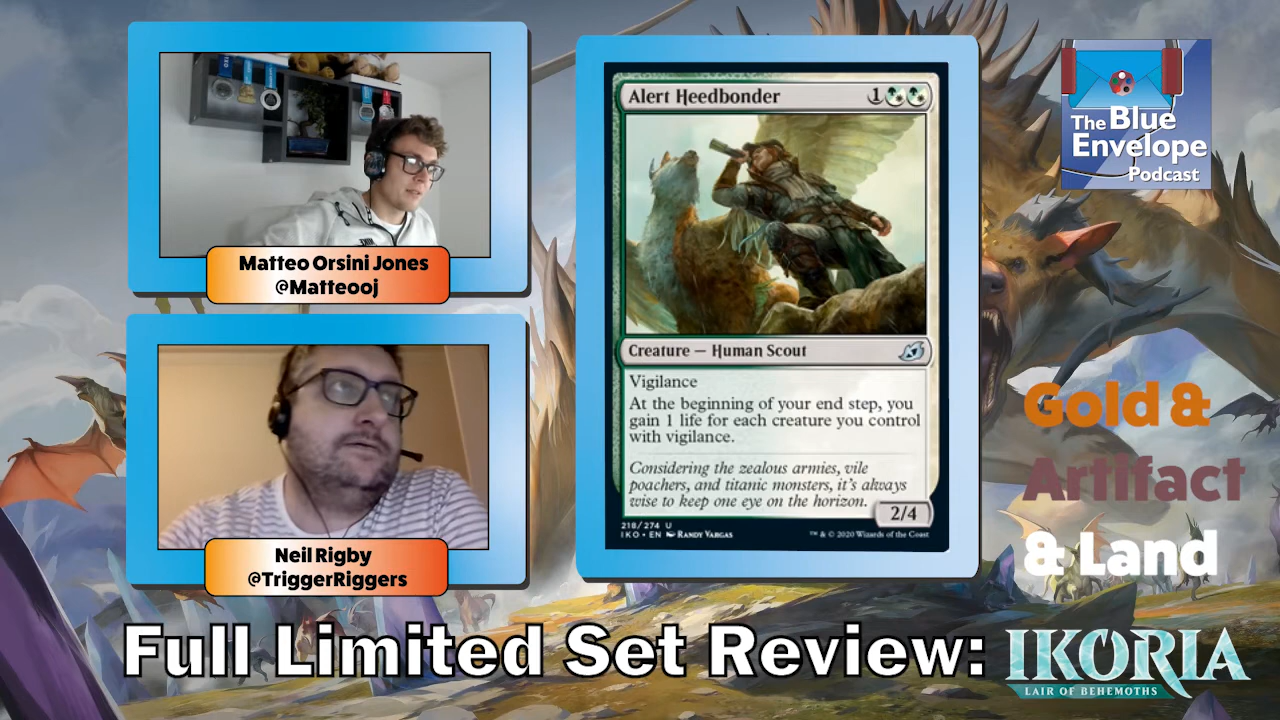 Matteo Orsini Jones
@Matteooj
Neil Rigby
@TriggerRiggers
Alert Heedbonder 1
Creature — Human Scout
Vigilance
At the beginning of your end step, you
gain 1 life for each creature you control
with vigilance.
Considering the zealous armies, vile
poachers, and titanic monsters, it's always
wise to keep one eye on the horizon.
2/4
218/274 U
IKO • EN Randy Vargas
™ & © 2020 Wizards of the Coast
The Blue
Envelope
Podcast
Gold &
Artifact
& Land
Full Limited Set Review:
IKORIA
LAIR OF BEHEMOTHS